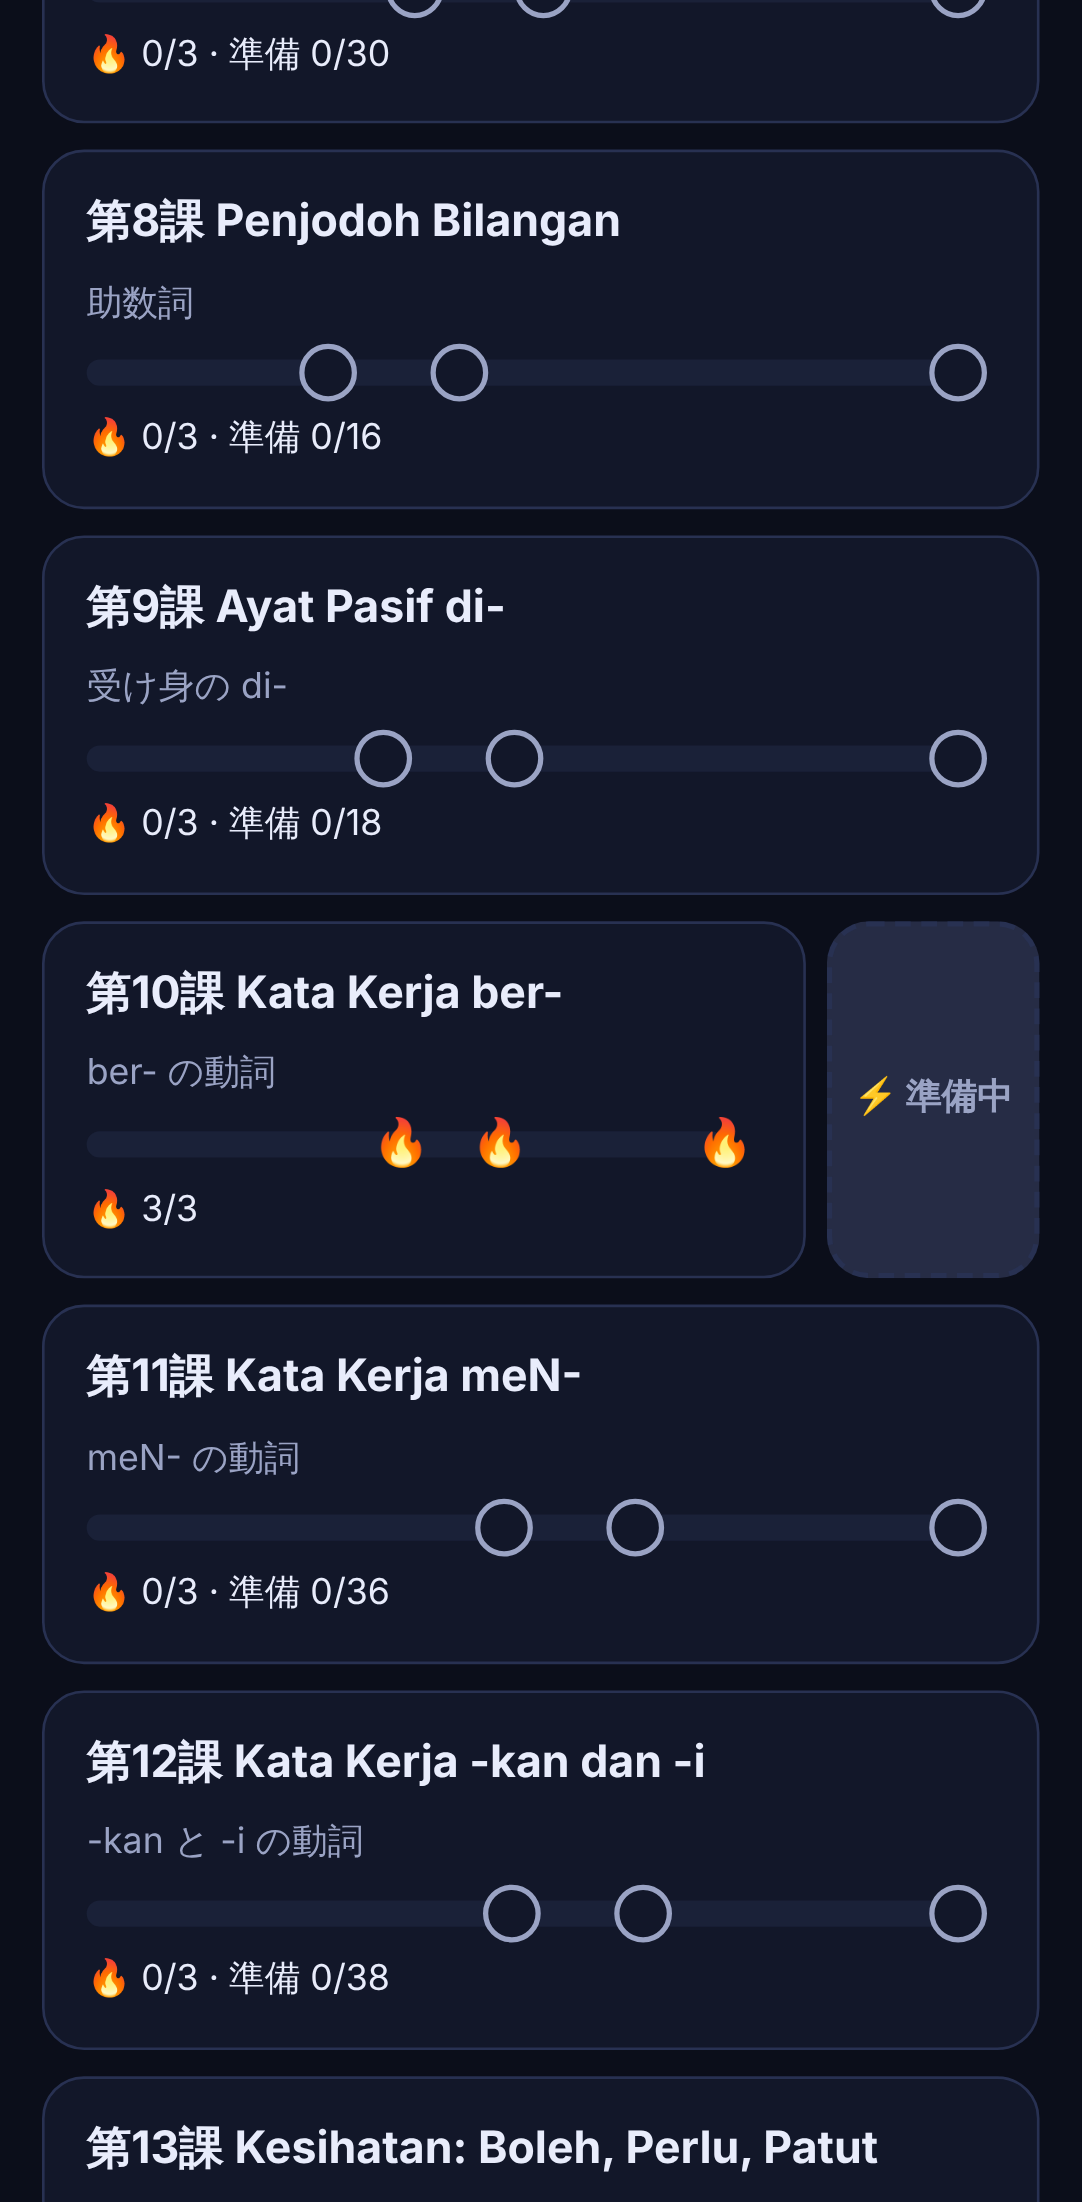 🔥 0/3 · 準備 0/30
第8課 Penjodoh Bilangan
助数詞
🔥 0/3 · 準備 0/16
第9課 Ayat Pasif di-
受け身の di-
🔥 0/3 · 準備 0/18
第10課 Kata Kerja ber-
ber- の動詞
🔥 3/3
⚡ 準備中
第11課 Kata Kerja meN-
meN- の動詞
🔥 0/3 · 準備 0/36
第12課 Kata Kerja -kan dan -i
-kan と -i の動詞
🔥 0/3 · 準備 0/38
第13課 Kesihatan: Boleh, Perlu, Patut